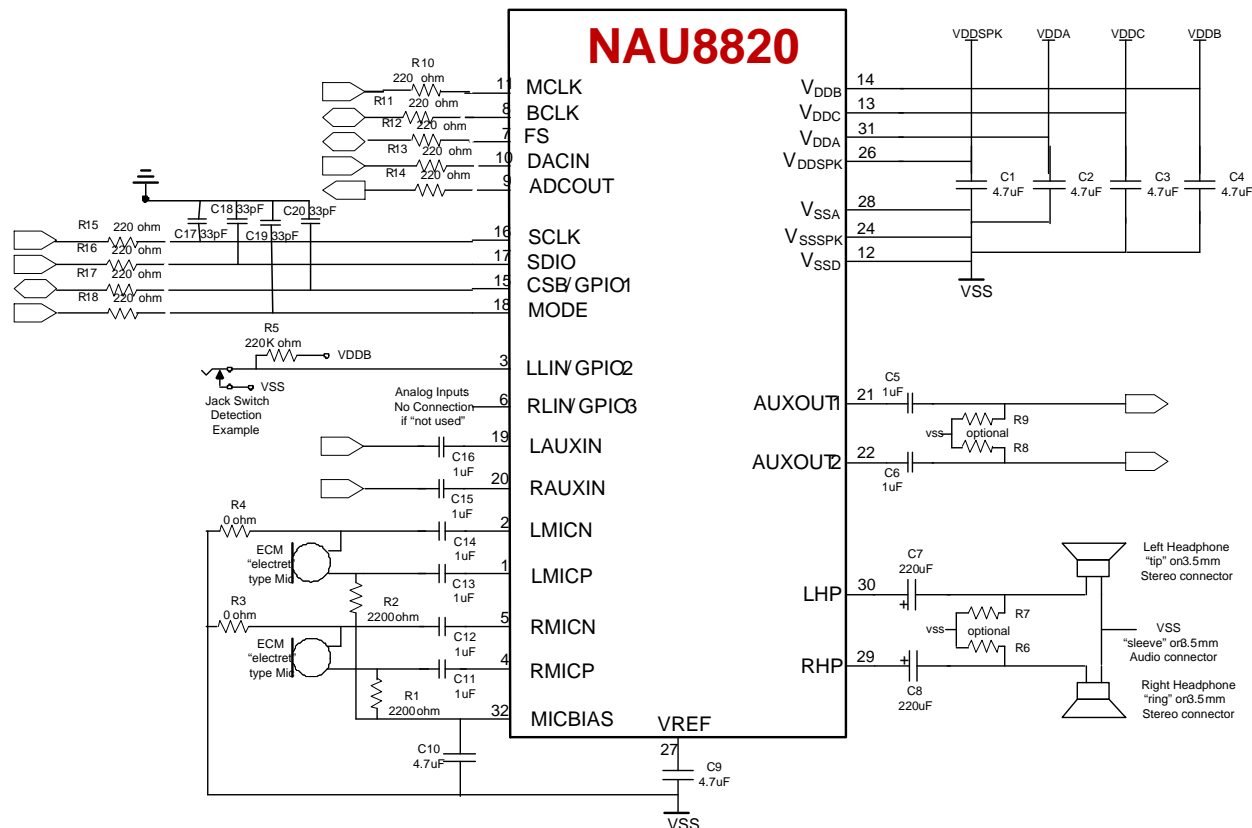 NAU8820
VDDSPK VDDA VDDC VDDB
R10
220 ohm
11 MCLK
R11
220 ohm
8 BCLK
R12
220 ohm
7 FS
R13
220 ohm
10 DACIN
R14
220 ohm
9 ADCOUT
VDDB 14
VDDC 13
VDDA 31
VDDSPK 26
C1
4.7uF
C2
4.7uF
C3
4.7uF
C4
4.7uF
VSSA 28
VSSSPK 24
VSSD 12
VSS
C18 33pF
C20 33pF
C17 33pF
C19 33pF
R15
220 ohm
16 SCLK
R16
220 ohm
17 SDIO
R17
220 ohm
15 CSB/GPIO1
R18
220 ohm
18 MODE
R5
220K ohm
VDDB
3 LLIN/GPIO2
VSS
Jack Switch
Detection
Example
Analog Inputs
No Connection
if "not used"
6 RLIN/GPIO3
19 LAUXIN
C16
1uF
20 RAUXIN
C15
1uF
AUXOUT1 21
C5
1uF
R9
vss optional
R8
AUXOUT2 22
C6
1uF
R4
0 ohm
2 LMICN
C14
1uF
ECM
"electret"
type Mid
1 LMICP
C13
1uF
R2
2200ohm
R3
0 ohm
5 RMICN
C12
1uF
ECM
"electret"
type Mid
4 RMICP
C11
1uF
R1
2200ohm
32 MICBIAS
C10
4.7uF
VREF
27
C9
4.7uF
VSS
LHP 30
C7
220uF
+
R7
vss optional
R6
RHP 29
+
C8
220uF
Left Headphone
"tip" on3.5mm
Stereo connector
VSS
"sleeve" on3.5mm
Audio connector
Right Headphone
"ring" on3.5mm
Stereo connector